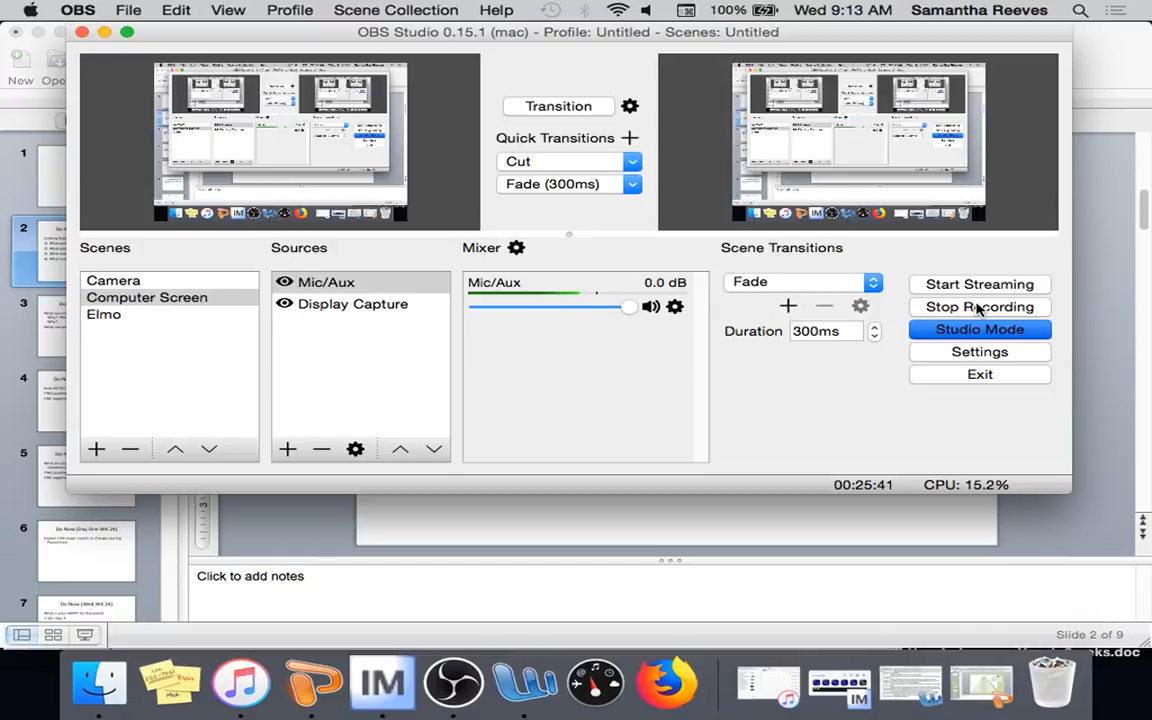 OBS File Edit View Profile Scene Collection Help 100% Wed 9:13 AM Samantha Reeves
OBS Studio 0.15.1 (mac) - Profile: Untitled - Scenes: Untitled
New
Transition
Quick Transitions
Cut
Fade (300ms)
Scenes
Sources
Mixer
Scene Transitions
Camera
Computer Screen
Elmo
Mic/Aux
Display Capture
Mic/Aux 0.0 dB
Fade
Duration 300ms
Start Streaming
Stop Recording
Studio Mode
Settings
Exit
00:25:41 CPU: 15.2%
1
2
3
4
5
6
7
3
Click to add notes
Slide 2 of 9
IM